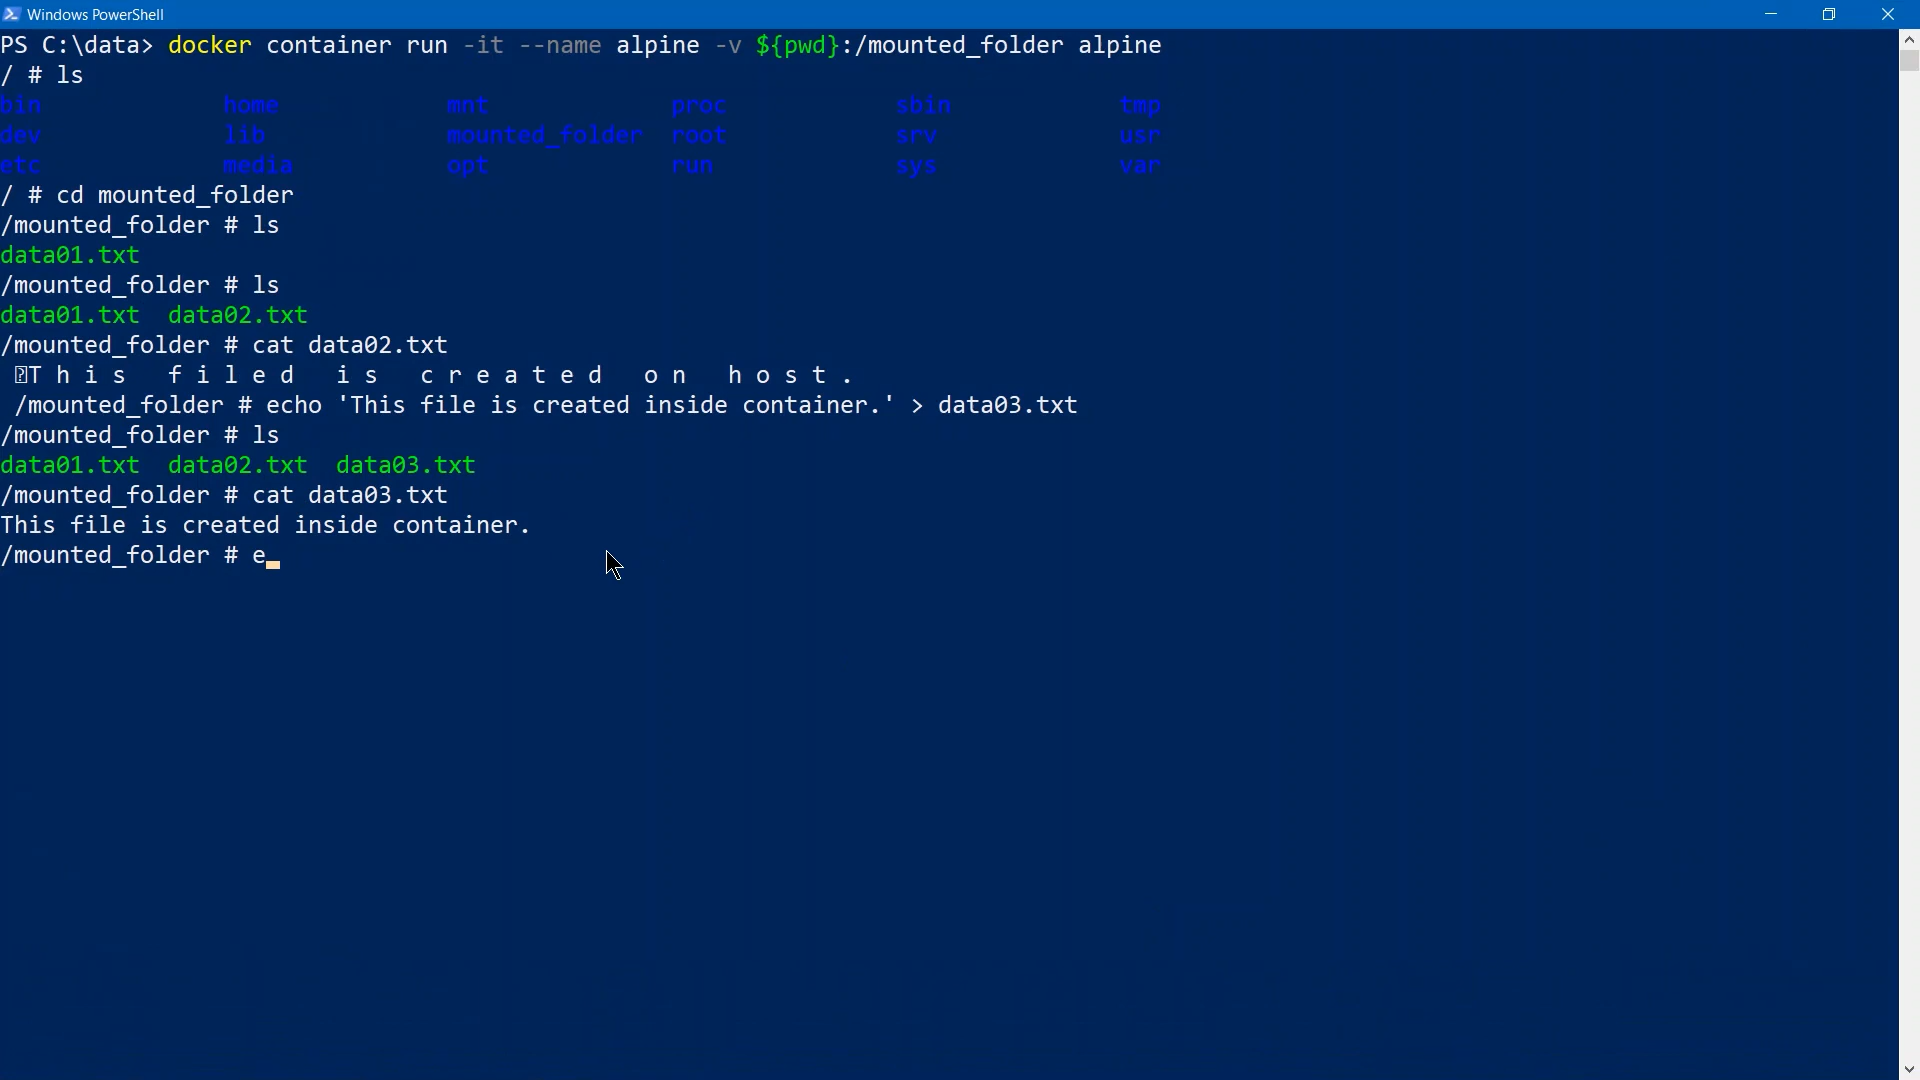 Windows PowerShell
PS C:\data> docker container run -it --name alpine -v ${pwd}:/mounted_folder alpine
/ # ls
bin home mnt proc sbin tmp
dev lib mounted_folder root srv usr
etc media opt run sys var
/ # cd mounted_folder
/mounted_folder # ls
data01.txt
/mounted_folder # ls
data01.txt data02.txt
/mounted_folder # cat data02.txt
T h i s f i l e d i s c r e a t e d o n h o s t .
/mounted_folder # echo 'This file is created inside container.' > data03.txt
/mounted_folder # ls
data01.txt data02.txt data03.txt
/mounted_folder # cat data03.txt
This file is created inside container.
/mounted_folder # e